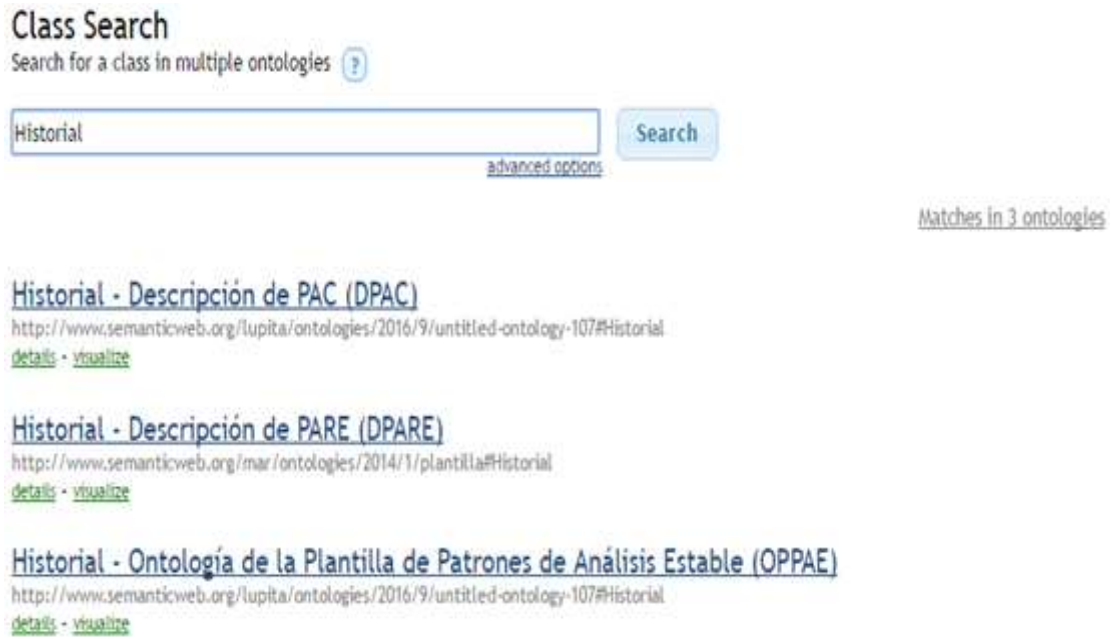 Class Search
Search for a class in multiple ontologies ?
Historial
Search
advanced options
Matches in 3 ontologies
Historial - Descripción de PAC (DPAC)
http://www.semanticweb.org/lupita/ontologies/2016/9/untitled-ontology-107#Historial
details - visualize
Historial - Descripción de PARE (DPARE)
http://www.semanticweb.org/mar/ontologies/2014/1/plantilla#Historial
details - visualize
Historial - Ontología de la Plantilla de Patrones de Análisis Estable (OPPAE)
http://www.semanticweb.org/lupita/ontologies/2016/9/untitled-ontology-107#Historial
details - visualize